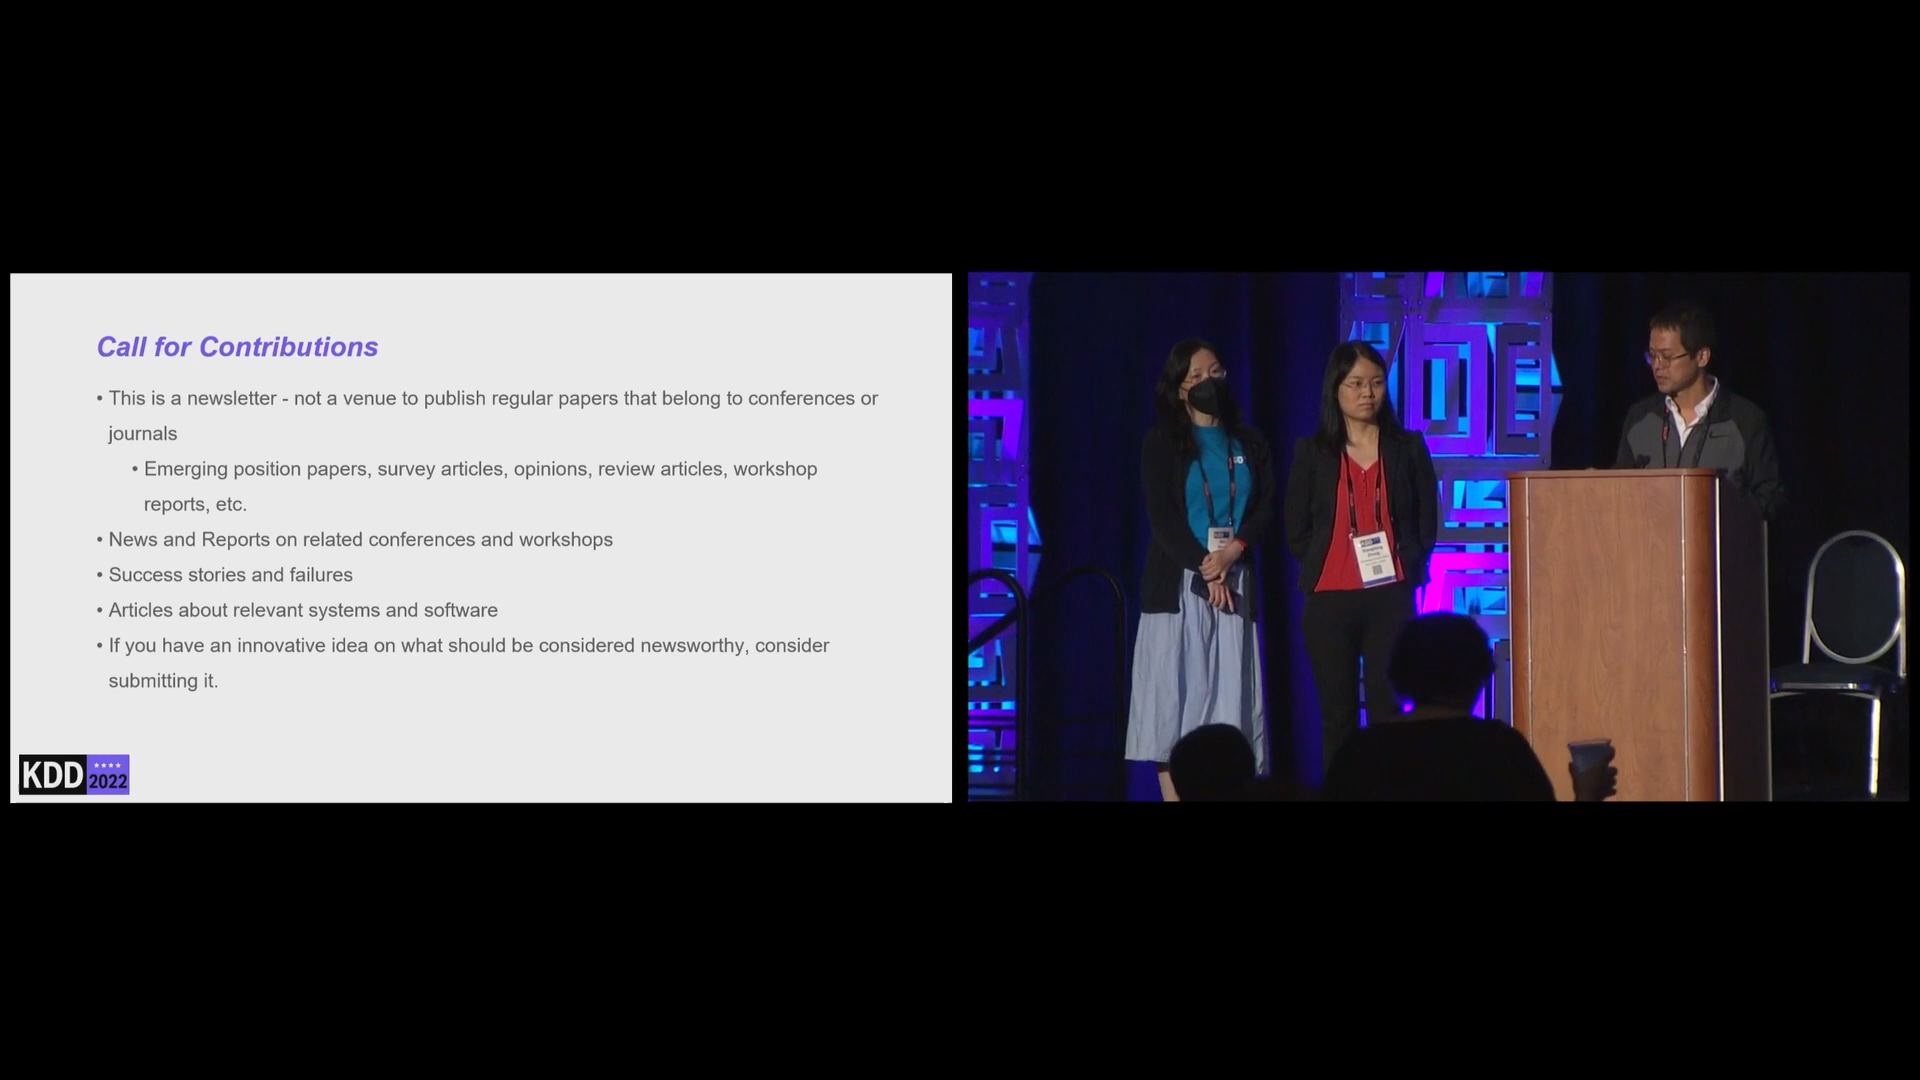 Call for Contributions
• This is a newsletter - not a venue to publish regular papers that belong to conferences or
journals
• Emerging position papers, survey articles, opinions, review articles, workshop
reports, etc.
• News and Reports on related conferences and workshops
• Success stories and failures
• Articles about relevant systems and software
• If you have an innovative idea on what should be considered newsworthy, consider
submitting it.
KDD 2022
KDD